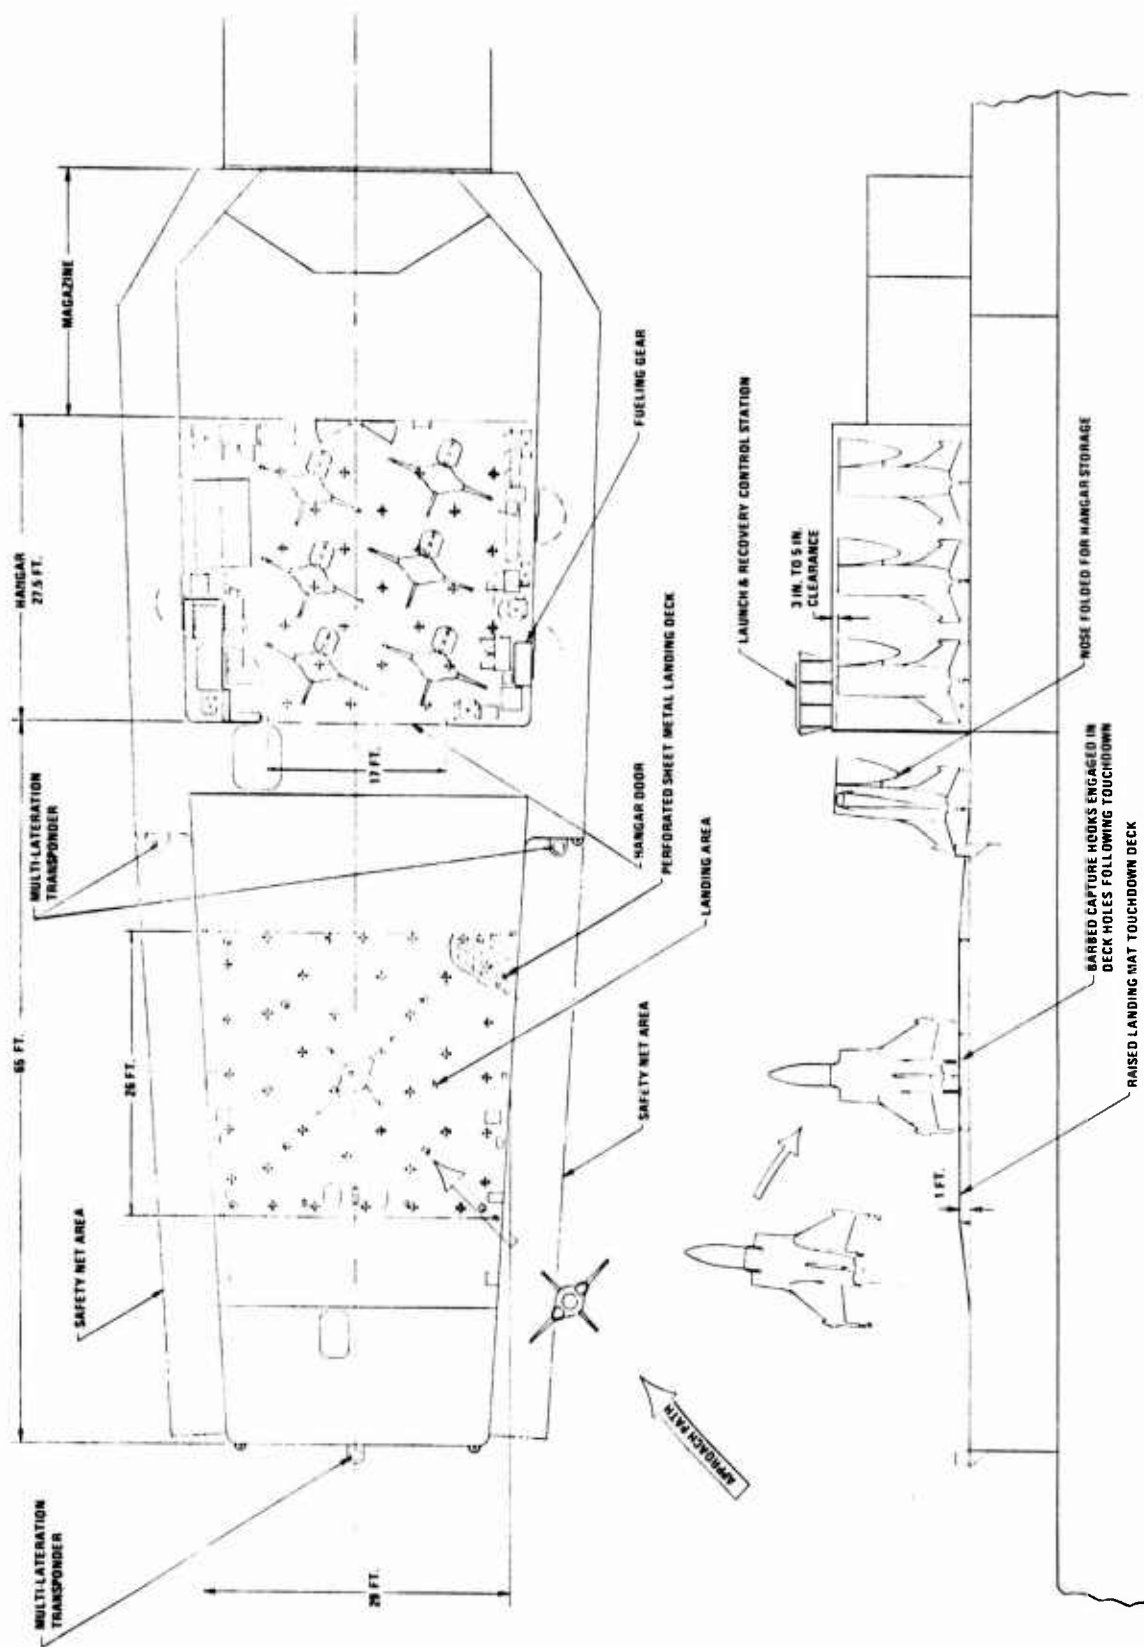 MULTI-LATERATION
TRANSPONDER
SAFETY NET AREA
65 FT.
HANGAR
27.5 FT.
MAGAZINE
MULTI-LATERATION
TRANSPONDER
26 FT.
17 FT.
29 FT.
FUELING GEAR
HANGAR DOOR
PERFORATED SHEET METAL LANDING DECK
LANDING AREA
SAFETY NET AREA
APPROACH PATH
LAUNCH & RECOVERY CONTROL STATION
3 IN. TO 5 IN.
CLEARANCE
NOSE FOLDED FOR HANGAR STORAGE
1 FT.
BARBED CAPTURE HOOKS ENGAGED IN
DECK HOLES FOLLOWING TOUCHDOWN
RAISED LANDING MAT TOUCHDOWN DECK